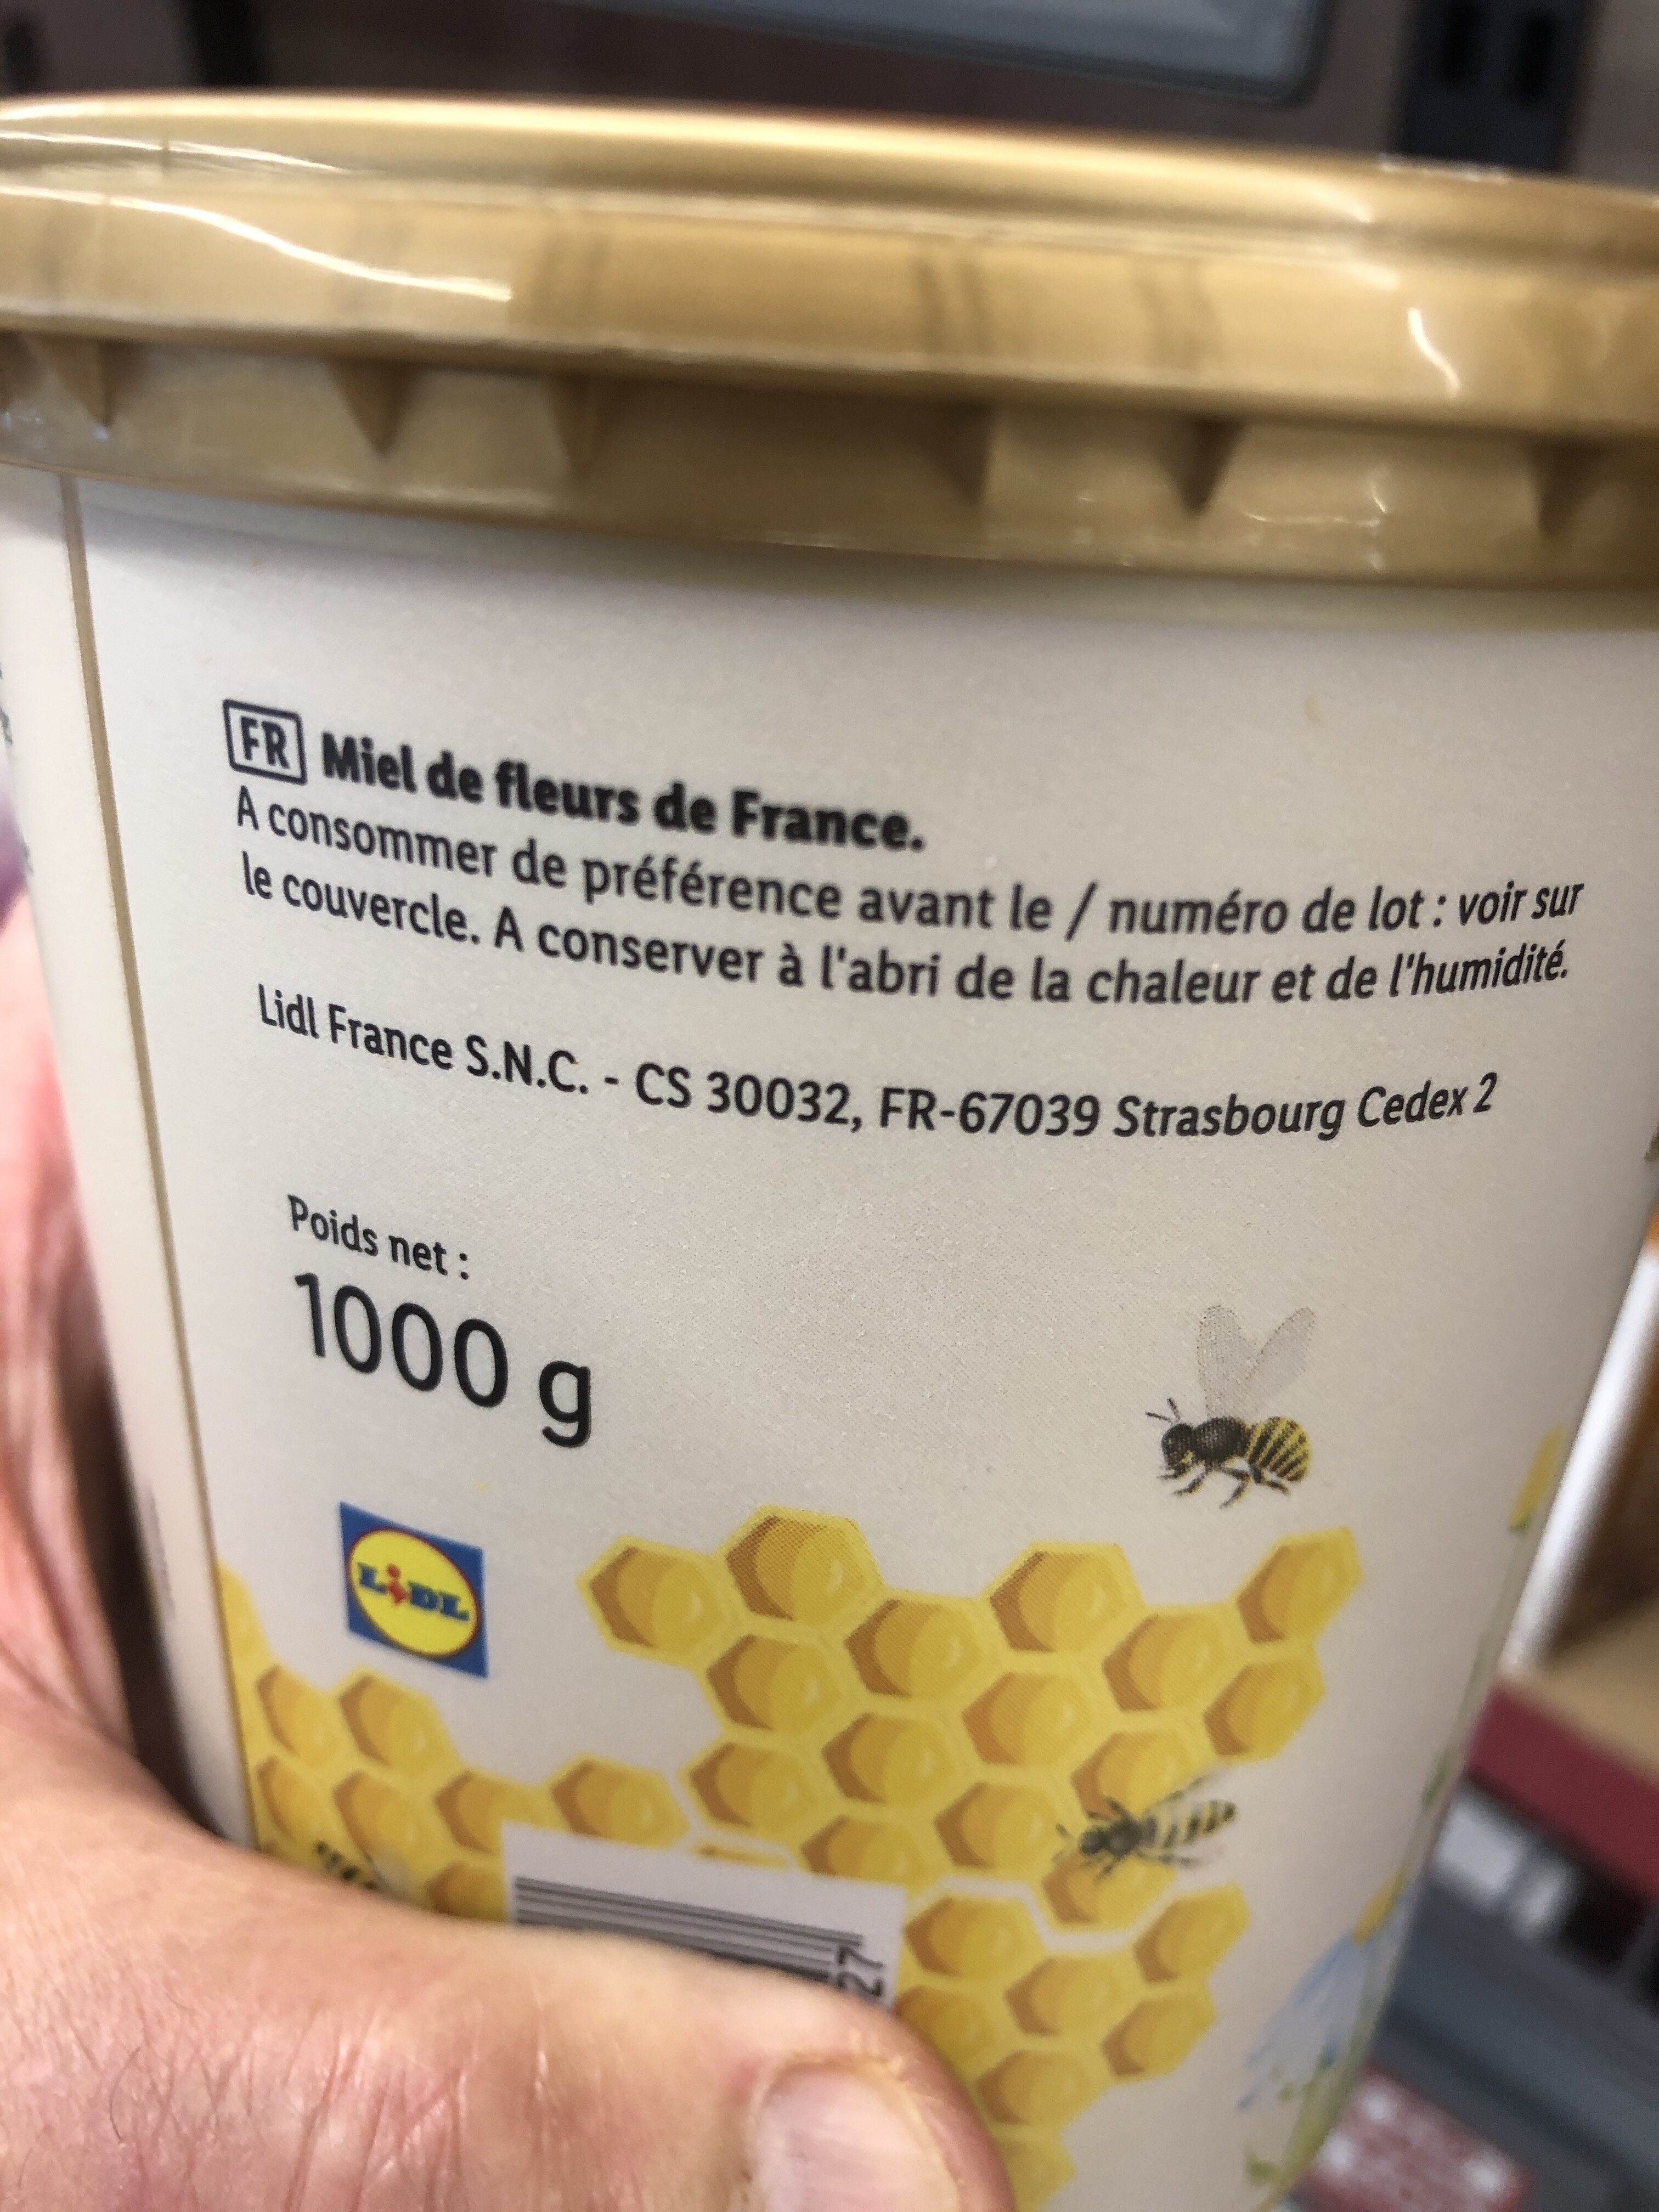 FR Miel de fleurs de France.
A consommer de préférence avant le / numéro de lot : voir sur
le couvercle. A conserver à l'abri de la chaleur et de l'humidité.
Lidl France S.N.C. - CS 30032, FR-67039 Strasbourg Cedex 2
Poids net :
1000 g
LiDL
27